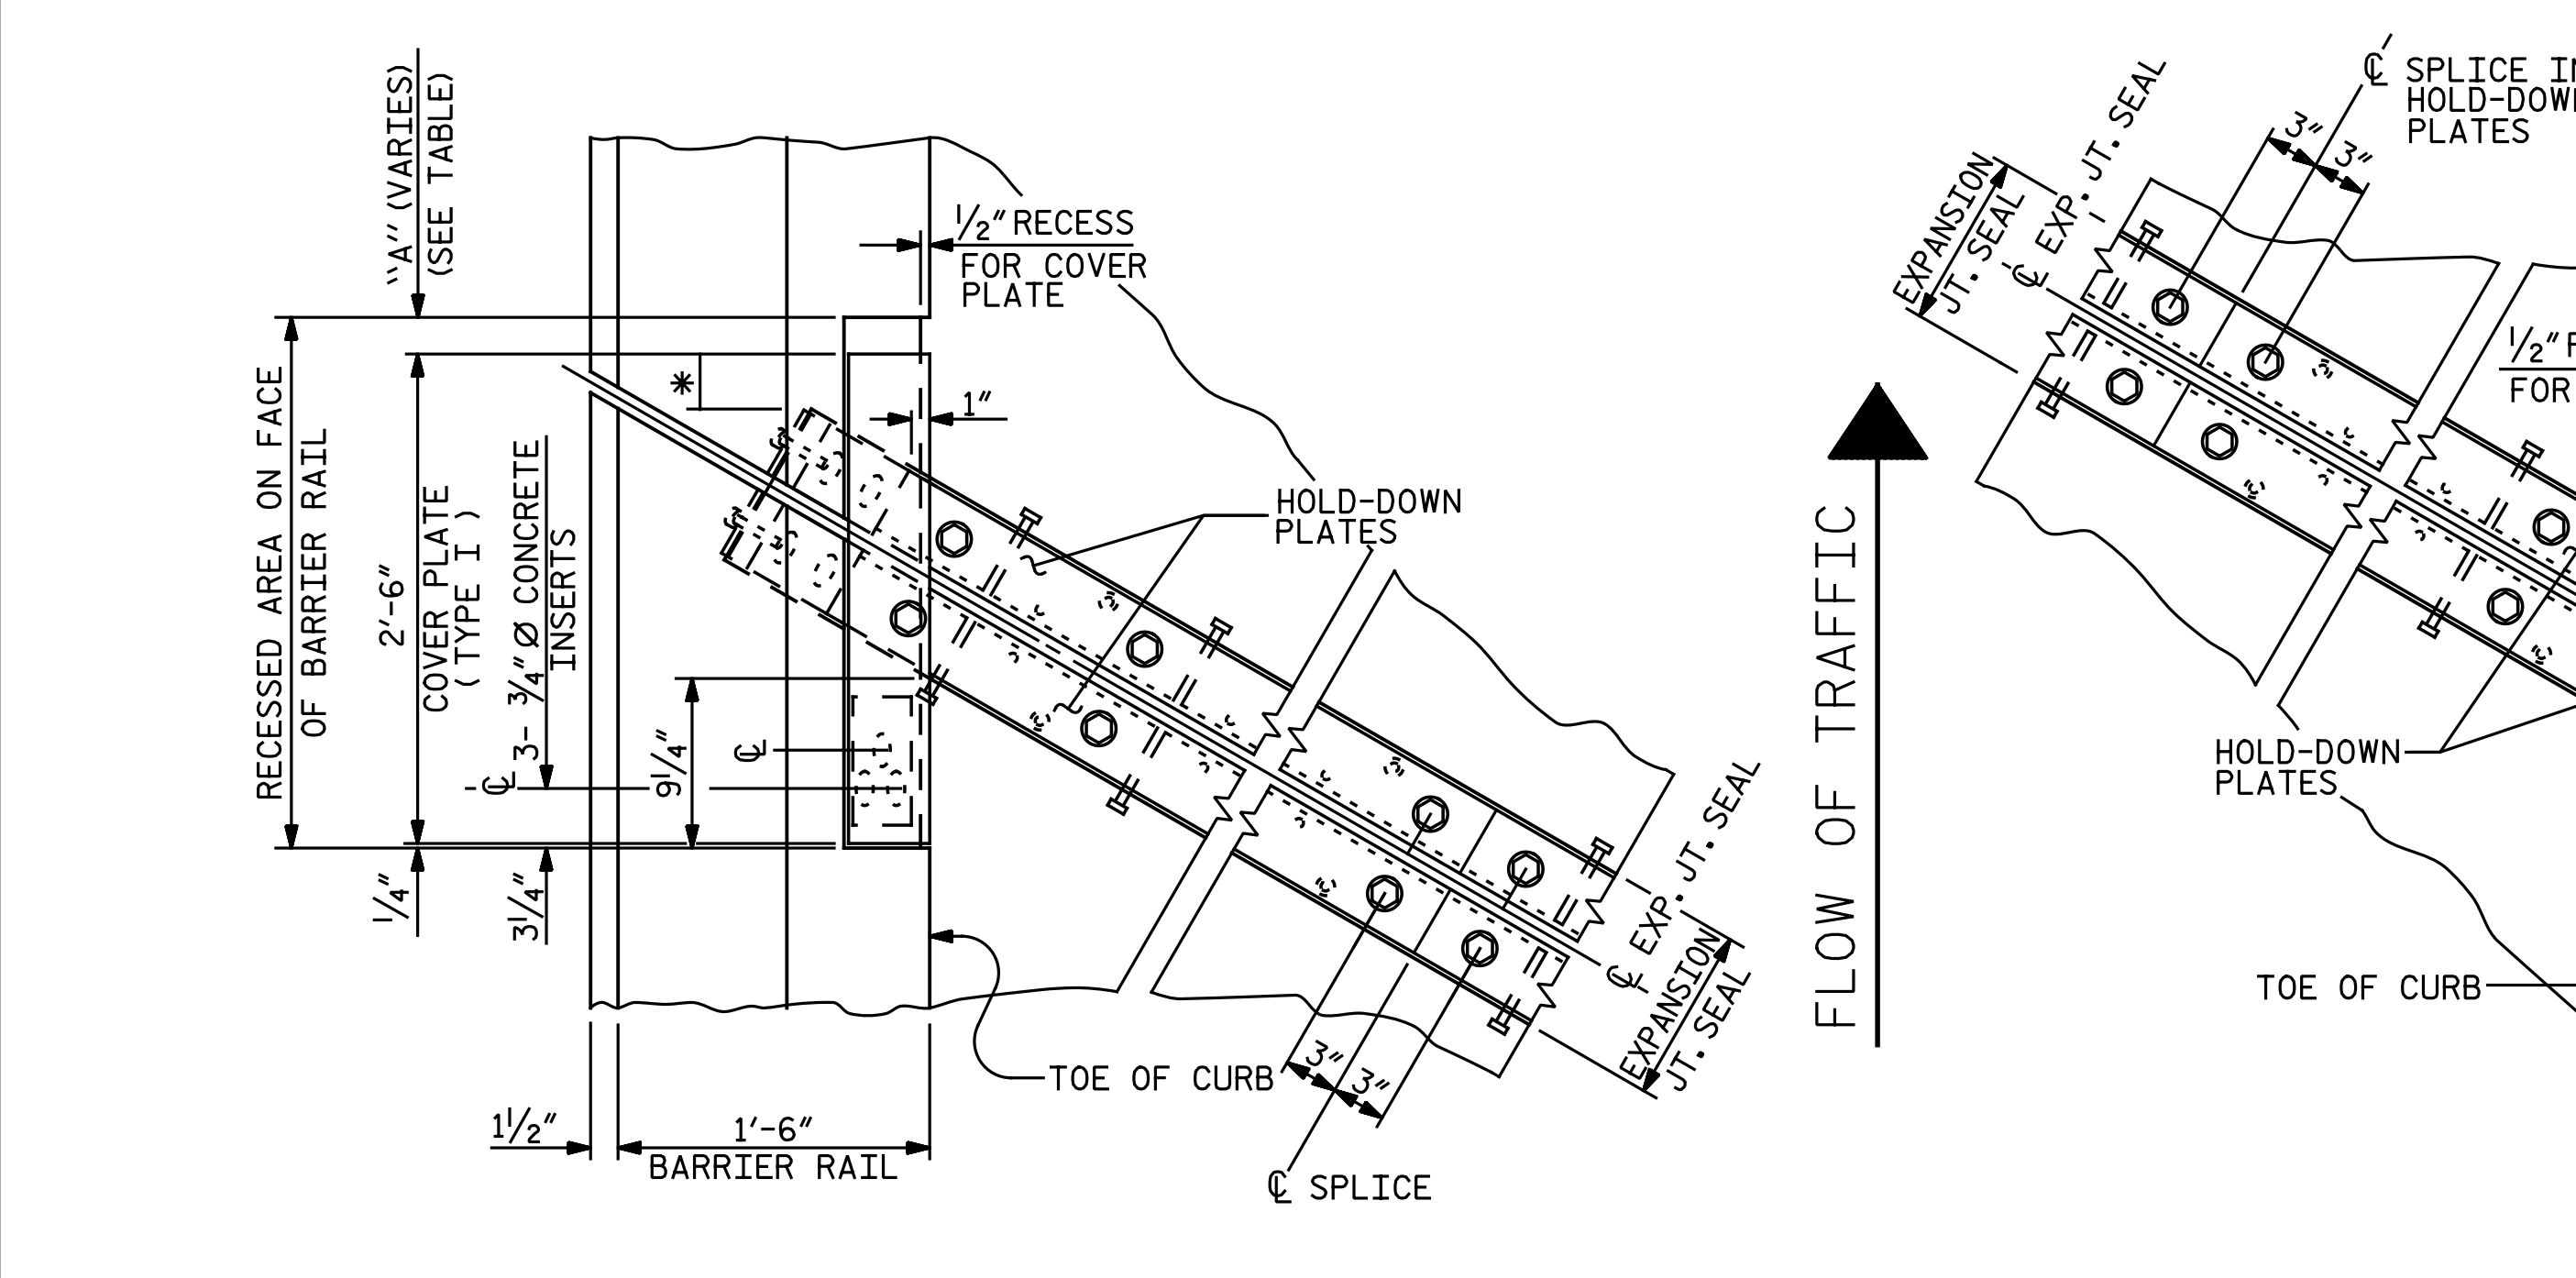 "A" (VARIES)
(SEE TABLE)
RECESSED AREA ON FACE
OF BARRIER RAIL
2'-6"
COVER PLATE
(TYPE II)
℄ 3- 3/4" Ø CONCRETE
INSERTS
9 1/4"
℄
*
1/4"
3 1/4"
1 1/2"
1'-6"
BARRIER RAIL
1/2" RECESS
FOR COVER
PLATE
1"
HOLD-DOWN
PLATES
TOE OF CURB
3"
3"
℄ SPLICE
℄ EXP. JT. SEAL
EXPANSION
JT. SEAL
FLOW OF TRAFFIC
EXPANSION
JT. SEAL
℄ EXP. JT. SEAL
3"
3"
℄ SPLICE IN
HOLD-DOW
PLATES
1/2"
FOR
HOLD-DOWN
PLATES
TOE OF CURB